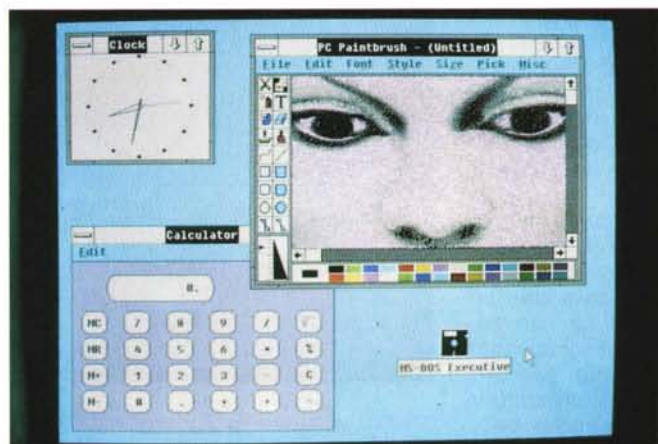 Clock
PC Paintbrush - (Untitled)
File Edit Font Style Size Pick Misc
T
Calculator
Edit
0.
MC 7 8 9 /
MR 4 5 6 * %
M+ 1 2 3 - C
M- 0 . +
MS-DOS Executive